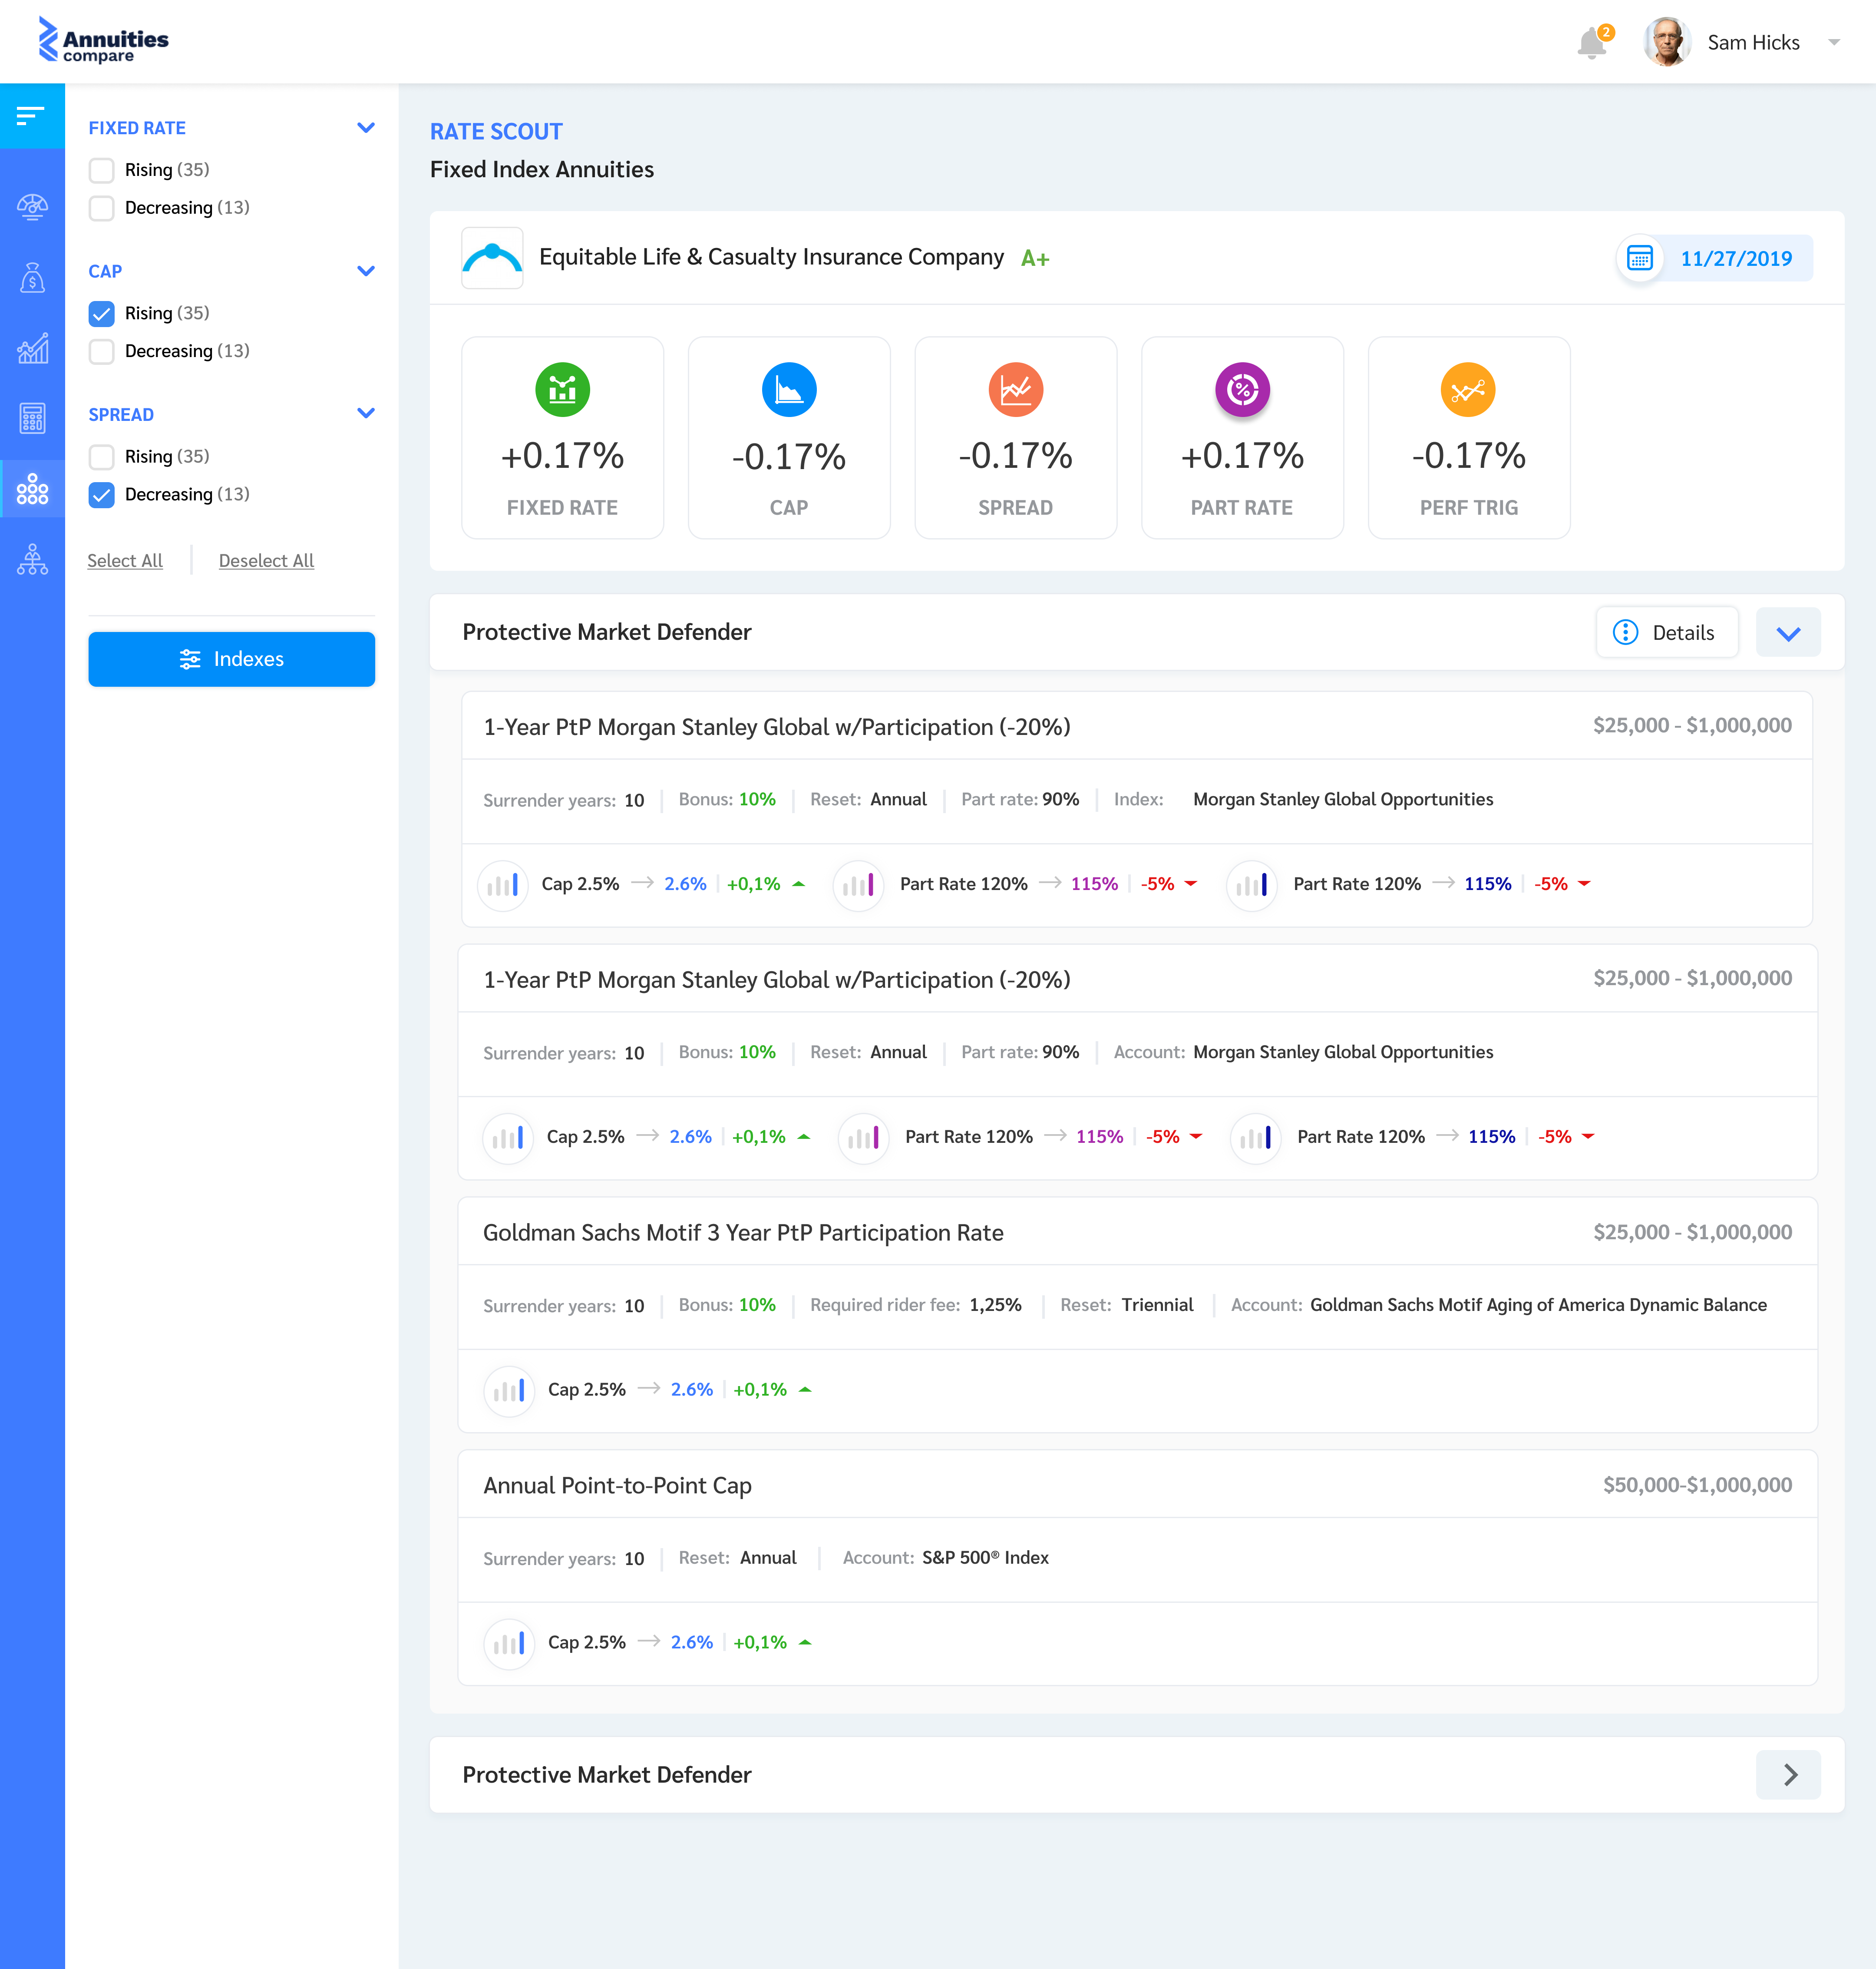 Annuities
compare
2
Sam Hicks
FIXED RATE
Rising (35)
Decreasing (13)
CAP
Rising (35)
Decreasing (13)
SPREAD
Rising (35)
Decreasing (13)
Select All
Deselect All
Indexes
RATE SCOUT
Fixed Index Annuities
Equitable Life & Casualty Insurance Company A+
11/27/2019
+0.17%
FIXED RATE
-0.17%
CAP
-0.17%
SPREAD
+0.17%
PART RATE
-0.17%
PERF TRIG
Protective Market Defender
Details
1-Year PtP Morgan Stanley Global w/Participation (-20%)
$25,000 - $1,000,000
Surrender years: 10 Bonus: 10% Reset: Annual Part rate: 90% Index: Morgan Stanley Global Opportunities
Cap 2.5% 2.6% +0,1% Part Rate 120% 115% -5% Part Rate 120% 115% -5%
1-Year PtP Morgan Stanley Global w/Participation (-20%)
$25,000 - $1,000,000
Surrender years: 10 Bonus: 10% Reset: Annual Part rate: 90% Account: Morgan Stanley Global Opportunities
Cap 2.5% 2.6% +0,1% Part Rate 120% 115% -5% Part Rate 120% 115% -5%
Goldman Sachs Motif 3 Year PtP Participation Rate
$25,000 - $1,000,000
Surrender years: 10 Bonus: 10% Required rider fee: 1,25% Reset: Triennial Account: Goldman Sachs Motif Aging of America Dynamic Balance
Cap 2.5% 2.6% +0,1%
Annual Point-to-Point Cap
$50,000-$1,000,000
Surrender years: 10 Reset: Annual Account: S&P 500® Index
Cap 2.5% 2.6% +0,1%
Protective Market Defender